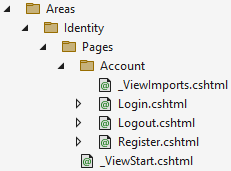 Areas
Identity
Pages
Account
_ViewImports.cshtml
Login.cshtml
Logout.cshtml
Register.cshtml
_ViewStart.cshtml